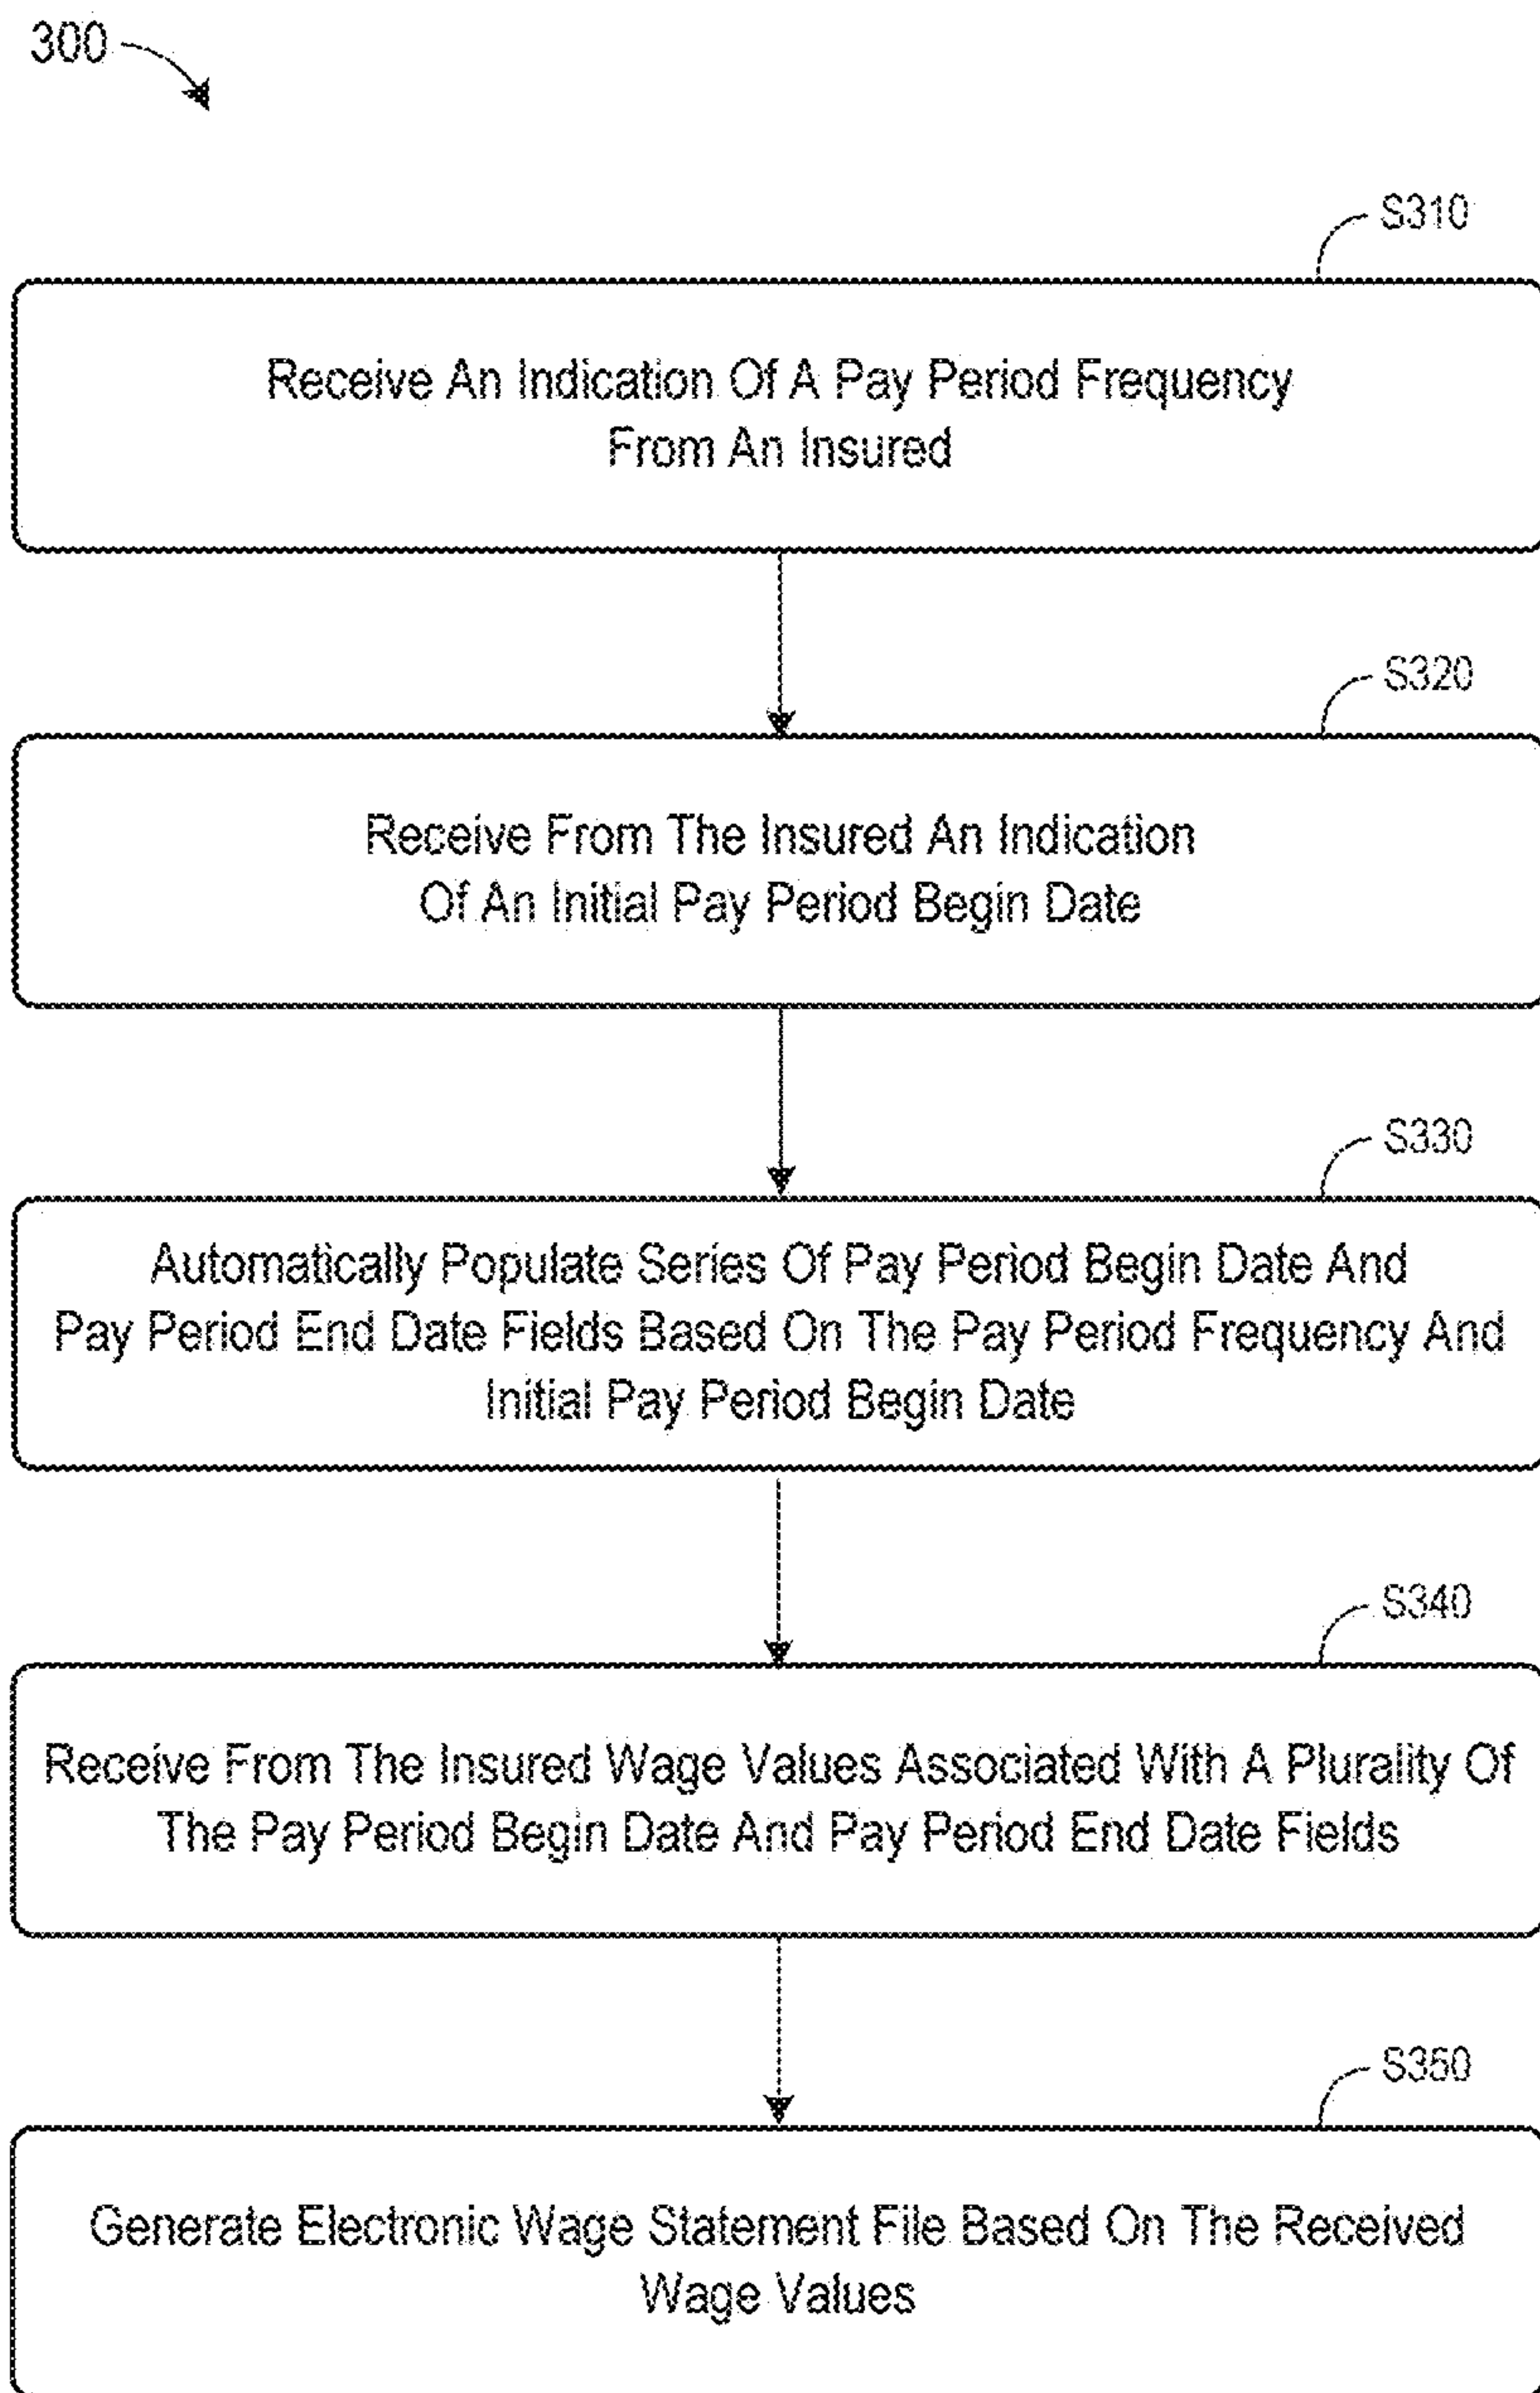 300
S310
Receive An Indication Of A Pay Period Frequency
From An Insured
S320
Receive From The Insured An Indication
Of An Initial Pay Period Begin Date
S330
Automatically Populate Series Of Pay Period Begin Date And
Pay Period End Date Fields Based On The Pay Period Frequency And
Initial Pay Period Begin Date
S340
Receive From The Insured Wage Values Associated With A Plurality Of
The Pay Period Begin Date And Pay Period End Date Fields
S350
Generate Electronic Wage Statement File Based On The Received
Wage Values